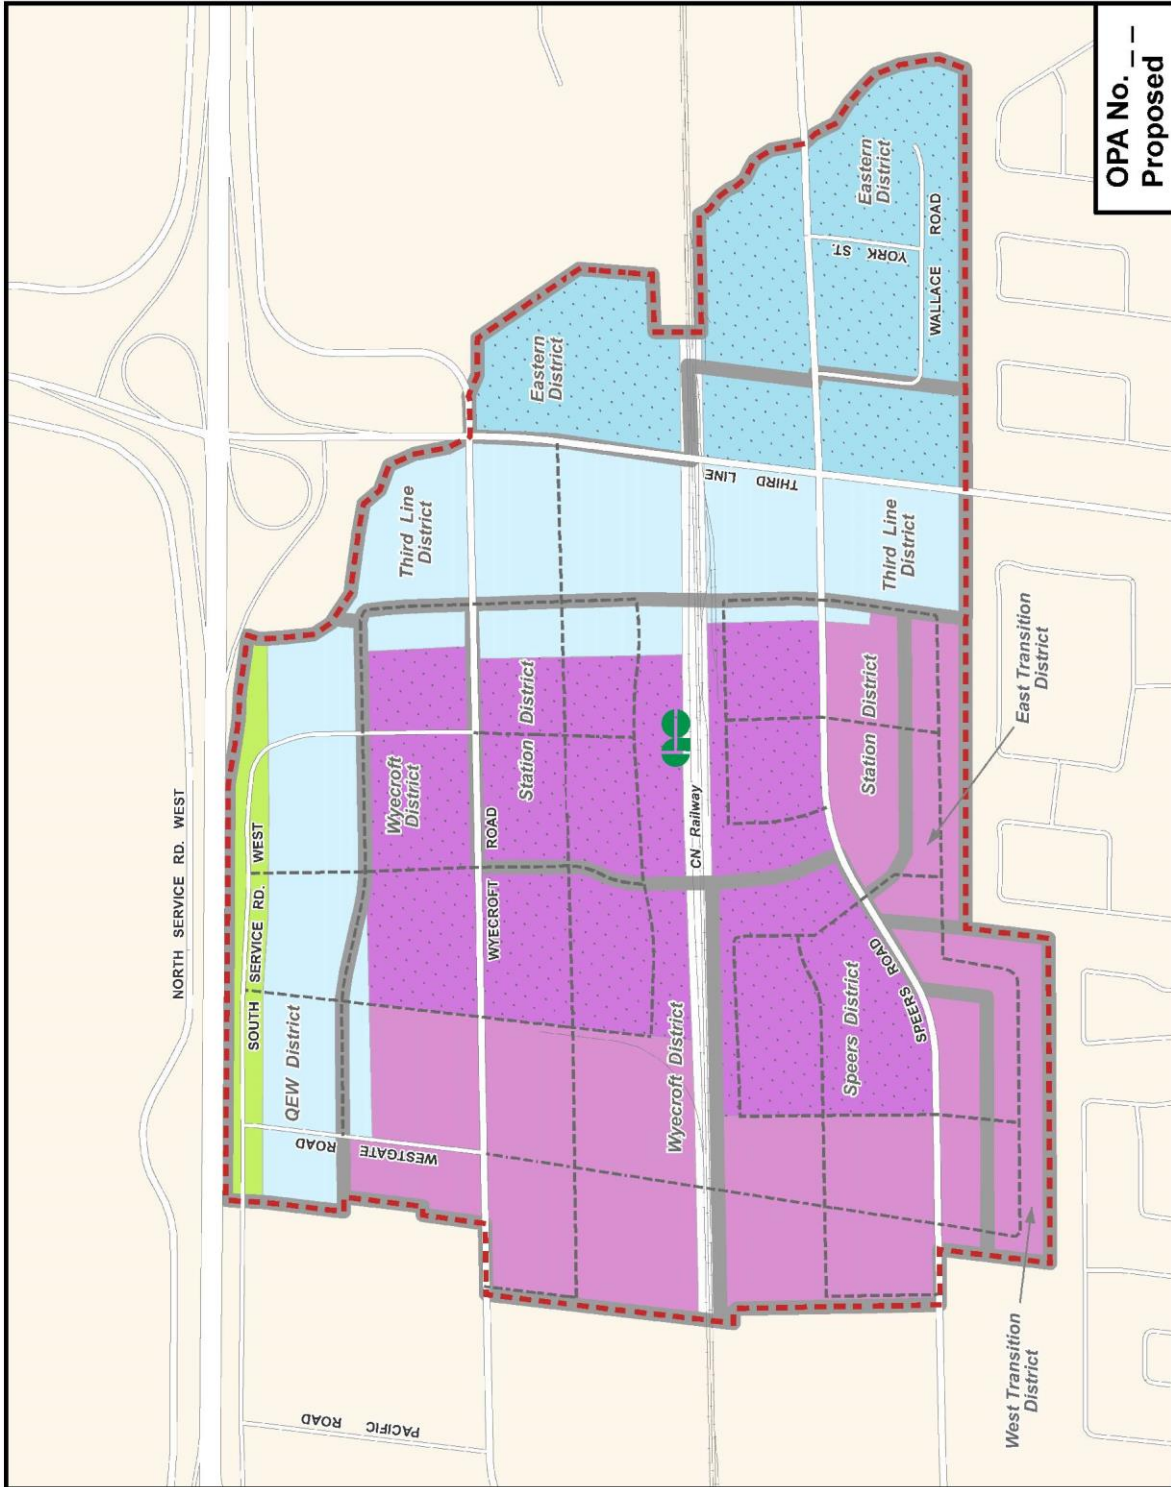 OPA No. _ _
Proposed
NORTH SERVICE RD. WEST
SOUTH SERVICE RD. WEST
QEW District
WESTGATE ROAD
PACIFIC ROAD
Third Line
District
Eastern
District
Wyecroft
District
Station District
WYECROFT ROAD
THIRD LINE
CN Railway
Wyecroft District
Eastern
District
YORK ST.
WALLACE ROAD
Third Line
District
Station District
East Transition
District
Speers District
SPEERS ROAD
West Transition
District